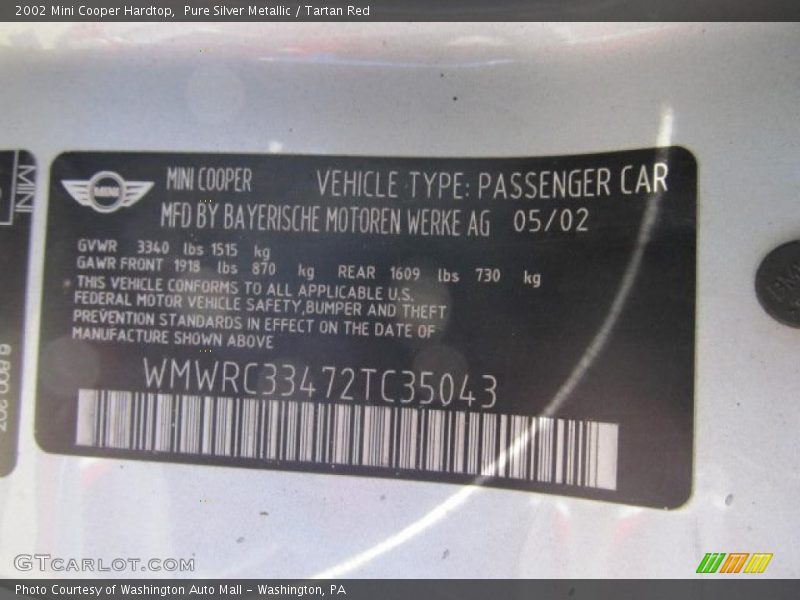 2002 Mini Cooper Hardtop,  Pure Silver Metallic / Tartan Red
MINI
MINI
MINI COOPER VEHICLE TYPE: PASSENGER CAR
MFD BY BAYERISCHE MOTOREN WERKE AG 05/02
GVWR 3340 lbs 1515 kg
GAWR FRONT 1918 lbs 870 kg REAR 1609 lbs 730 kg
THIS VEHICLE CONFORMS TO ALL APPLICABLE U.S.
FEDERAL MOTOR VEHICLE SAFETY,BUMPER AND THEFT
PREVENTION STANDARDS IN EFFECT ON THE DATE OF
MANUFACTURE SHOWN ABOVE
WMWRC33472TC35043
GTCARLOT.COM
Photo Courtesy of Washington Auto Mall - Washington, PA